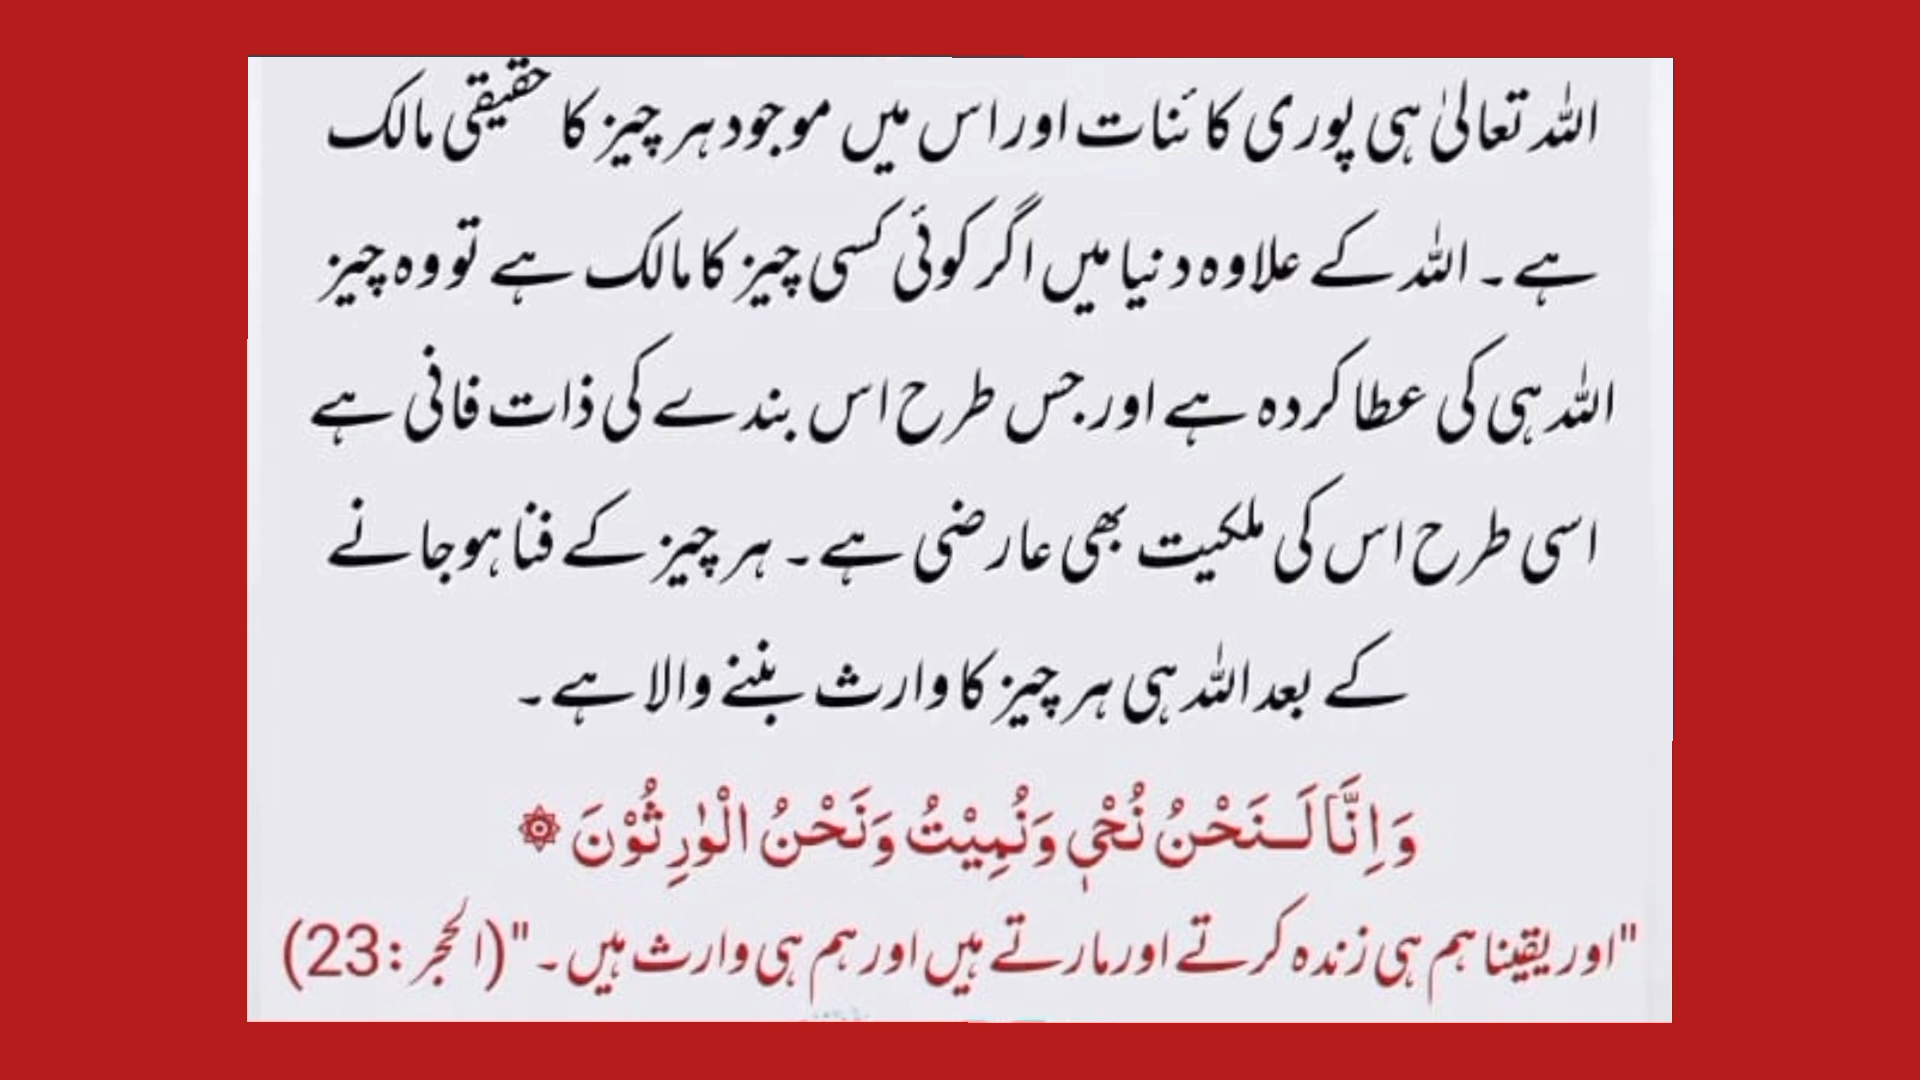 اللہ تعالیٰ ہی پوری کائنات اور اس میں موجود ہر چیز کا حقیقی مالک
ہے۔ اللہ کے علاوہ دنیا میں اگر کوئی کسی چیز کا مالک ہے تو وہ چیز
اللہ ہی کی عطا کردہ ہے اور جس طرح اس بندے کی ذات فانی ہے
اسی طرح اس کی ملکیت بھی عارضی ہے۔ ہر چیز کے فنا ہوجانے
کے بعد اللہ ہی ہر چیز کا وارث بننے والا ہے۔
وَاِنَّا لَــنَحْنُ نُحْیٖ وَنُمِیْتُ وَنَحْنُ الْوٰرِثُوْنَ ۞
"اور یقینا ہم ہی زندہ کرتے اور مارتے ہیں اور ہم ہی وارث ہیں۔" (الحجر: 23)